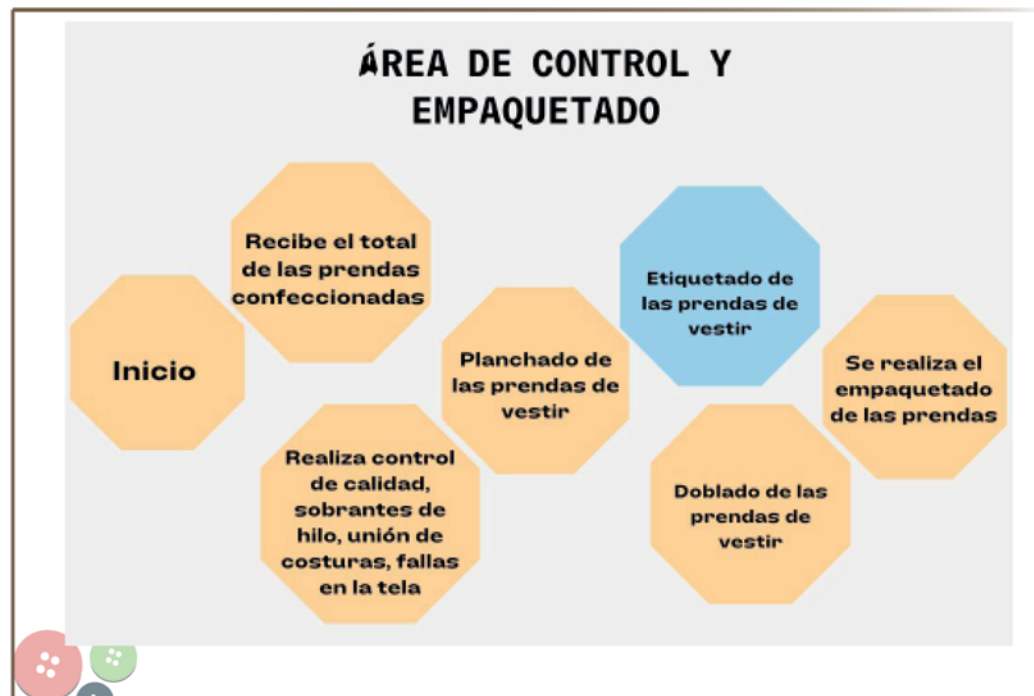 ÁREA DE CONTROL Y
EMPAQUETADO
Inicio
Recibe el total
de las prendas
confeccionadas
Realiza control
de calidad,
sobrantes de
hilo, unión de
costuras, fallas
en la tela
Planchado de
las prendas de
vestir
Etiquetado de
las prendas de
vestir
Doblado de las
prendas de
vestir
Se realiza el
empaquetado
de las prendas